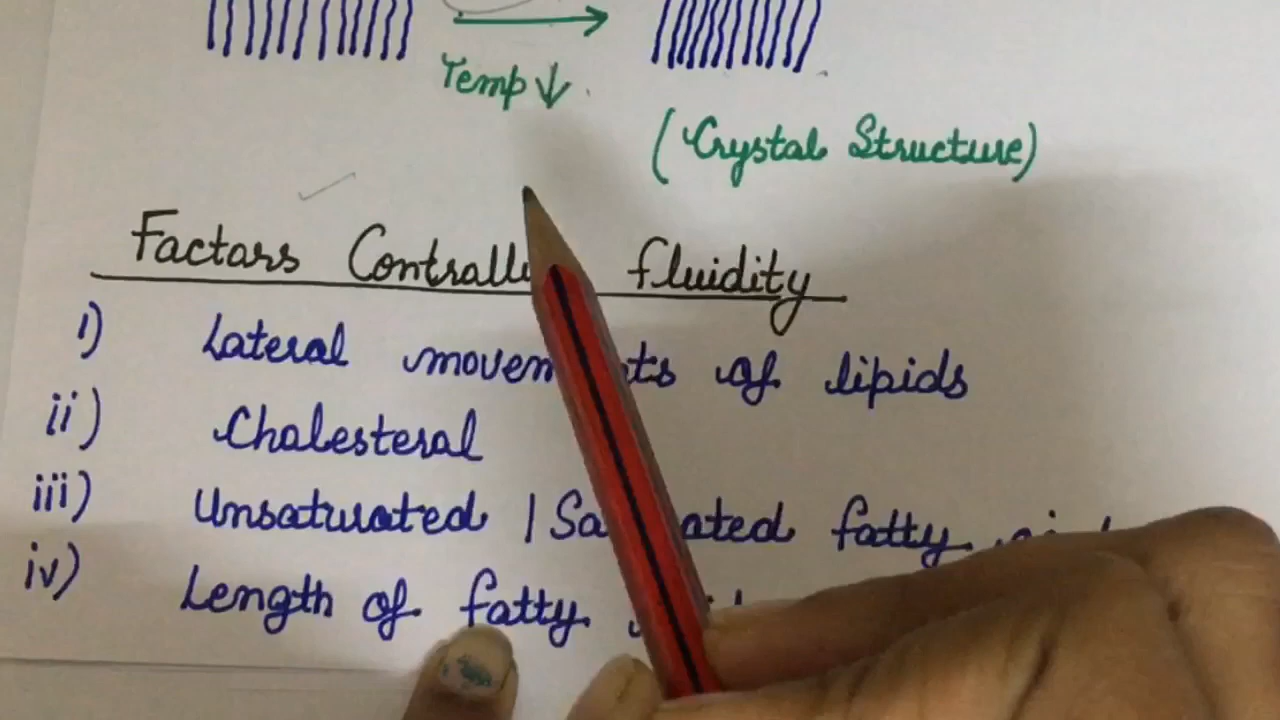 Temp ↓
(Crystal Structure)
Factors Controll fluidity
i) Lateral movem ts of lipids
ii) Cholesterol
iii) Unsaturated / Sa ated fatty
iv) Length of fatty